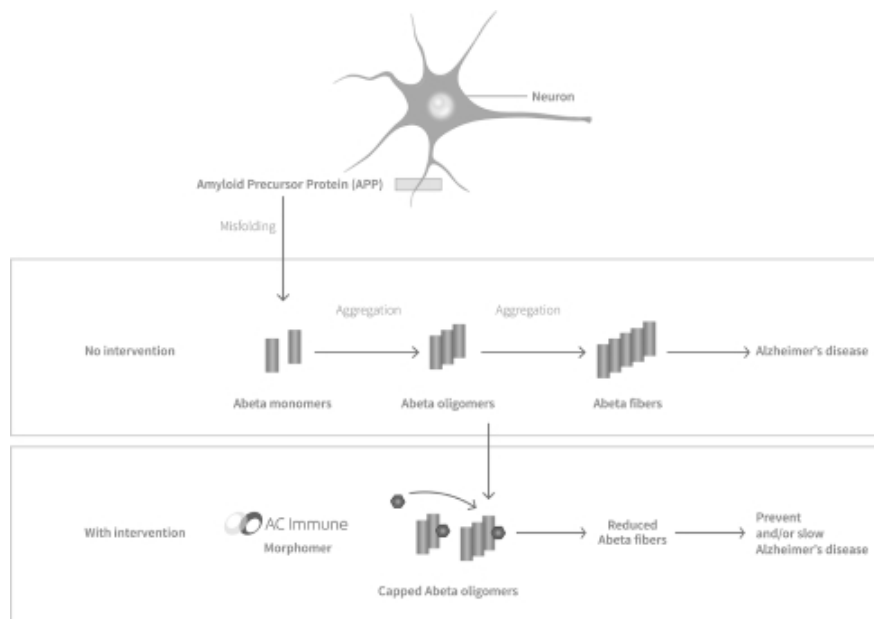 Neuron
Amyloid Precursor Protein (APP)
Misfolding
Aggregation
Aggregation
No intervention
Alzheimer's disease
Abeta monomers
Abeta oligomers
Abeta fibers
With intervention
AC Immune
Morphomer
Reduced
Abeta fibers
Prevent
and/or slow
Alzheimer's disease
Capped Abeta oligomers